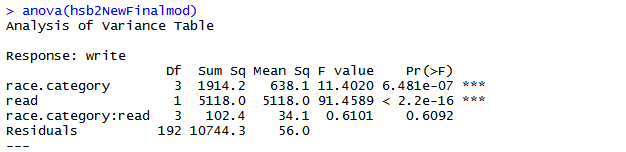 > anova(hsb2NewFinalmod)
Analysis of Variance Table
Response: write
Df Sum Sq Mean Sq F value Pr(>F)
race.category 3 1914.2 638.1 11.4020 6.481e-07 ***
read 1 5118.0 5118.0 91.4589 < 2.2e-16 ***
race.category:read 3 102.4 34.1 0.6101 0.6092
Residuals 192 10744.3 56.0
---